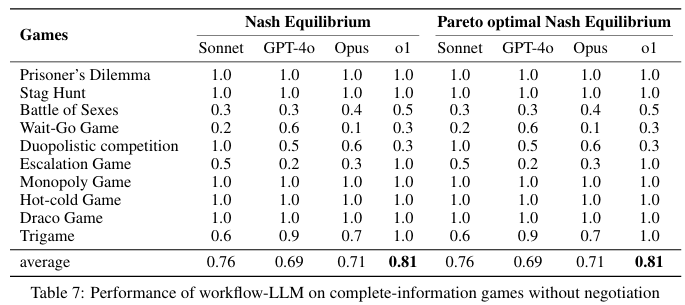 Games Nash Equilibrium Pareto optimal Nash Equilibrium
Sonnet GPT-4o Opus o1 Sonnet GPT-4o Opus o1
Prisoner's Dilemma 1.0 1.0 1.0 1.0 1.0 1.0 1.0 1.0
Stag Hunt 1.0 1.0 1.0 1.0 1.0 1.0 1.0 1.0
Battle of Sexes 0.3 0.3 0.4 0.5 0.3 0.3 0.4 0.5
Wait-Go Game 0.2 0.6 0.1 0.3 0.2 0.6 0.1 0.3
Duopolistic competition 1.0 0.5 0.6 0.3 1.0 0.5 0.6 0.3
Escalation Game 0.5 0.2 0.3 1.0 0.5 0.2 0.3 1.0
Monopoly Game 1.0 1.0 1.0 1.0 1.0 1.0 1.0 1.0
Hot-cold Game 1.0 1.0 1.0 1.0 1.0 1.0 1.0 1.0
Draco Game 1.0 1.0 1.0 1.0 1.0 1.0 1.0 1.0
Trigame 0.6 0.9 0.7 1.0 0.6 0.9 0.7 1.0
average 0.76 0.69 0.71 0.81 0.76 0.69 0.71 0.81
Table 7: Performance of workflow-LLM on complete-information games without negotiation